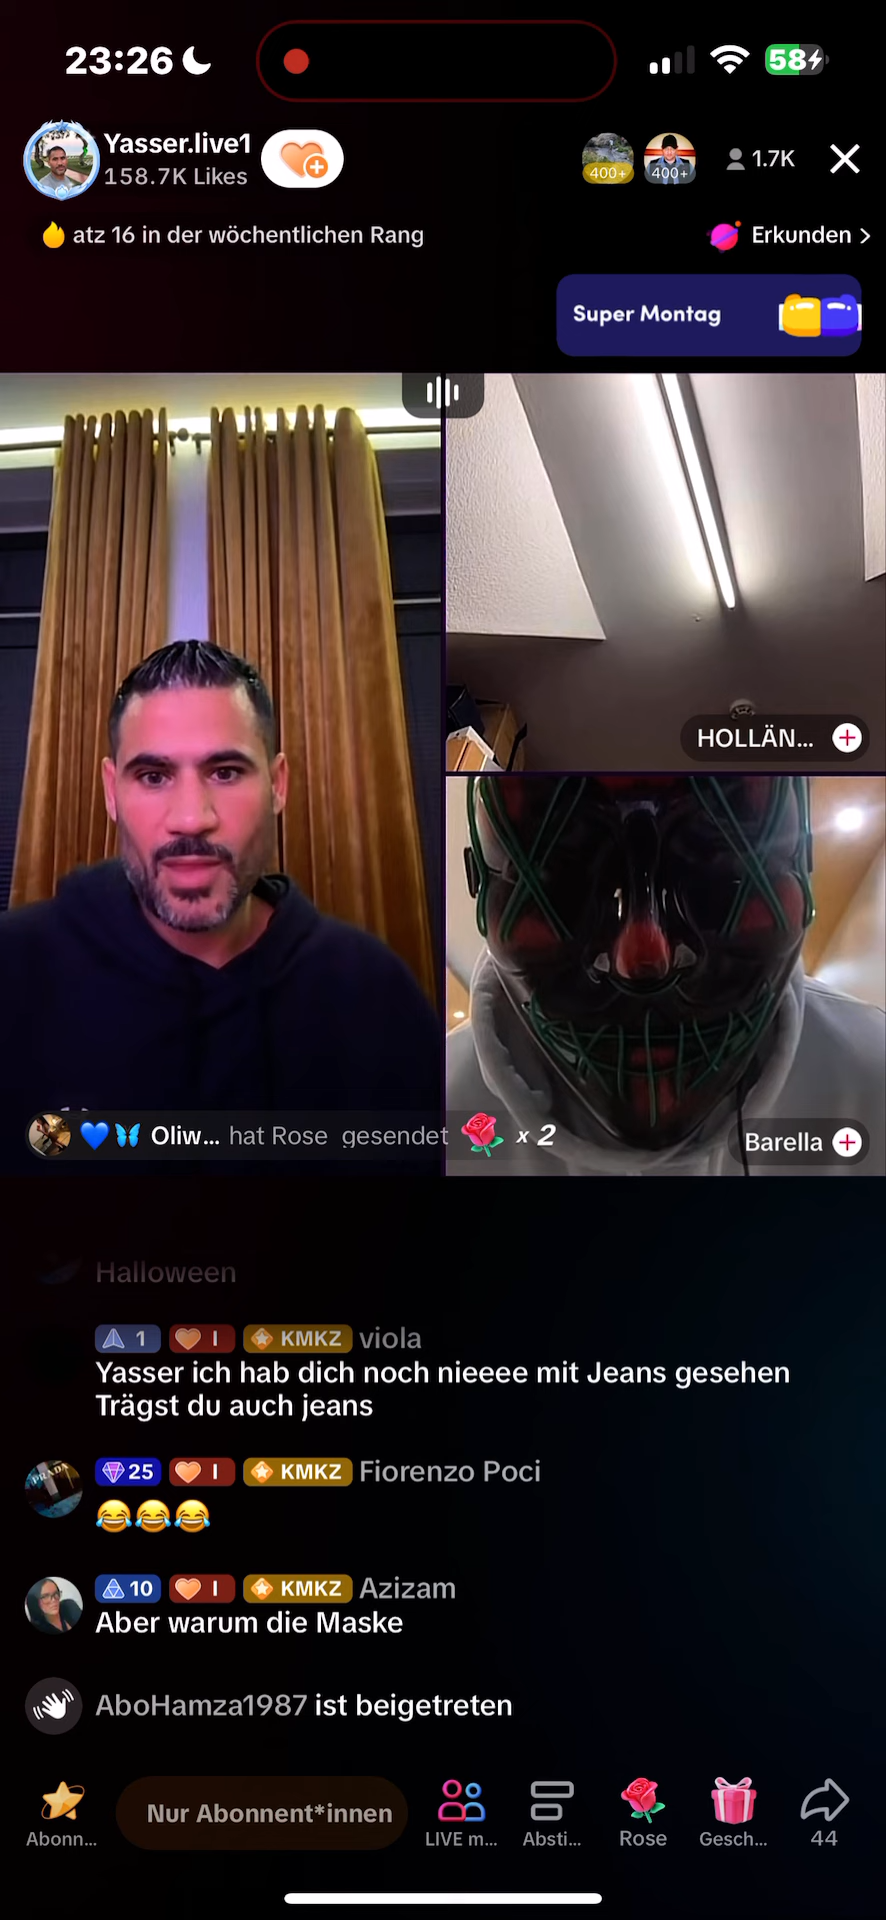 23:26
58
Yasser.live1
158.7K Likes
400+
400+
1.7K
atz 16 in der wöchentlichen Rang
Erkunden >
Super Montag
HOLLÄN...
Oliw... hat Rose gesendet x 2
Barella
Halloween
1 I KMKZ viola
Yasser ich hab dich noch nieeee mit Jeans gesehen
Trägst du auch jeans
PRADA
25 I KMKZ Fiorenzo Poci
😂😂😂
10 I KMKZ Azizam
Aber warum die Maske
AboHamza1987 ist beigetreten
Nur Abonnent*innen
Abonn...
LIVE m...
Absti...
Rose
Gesch...
44